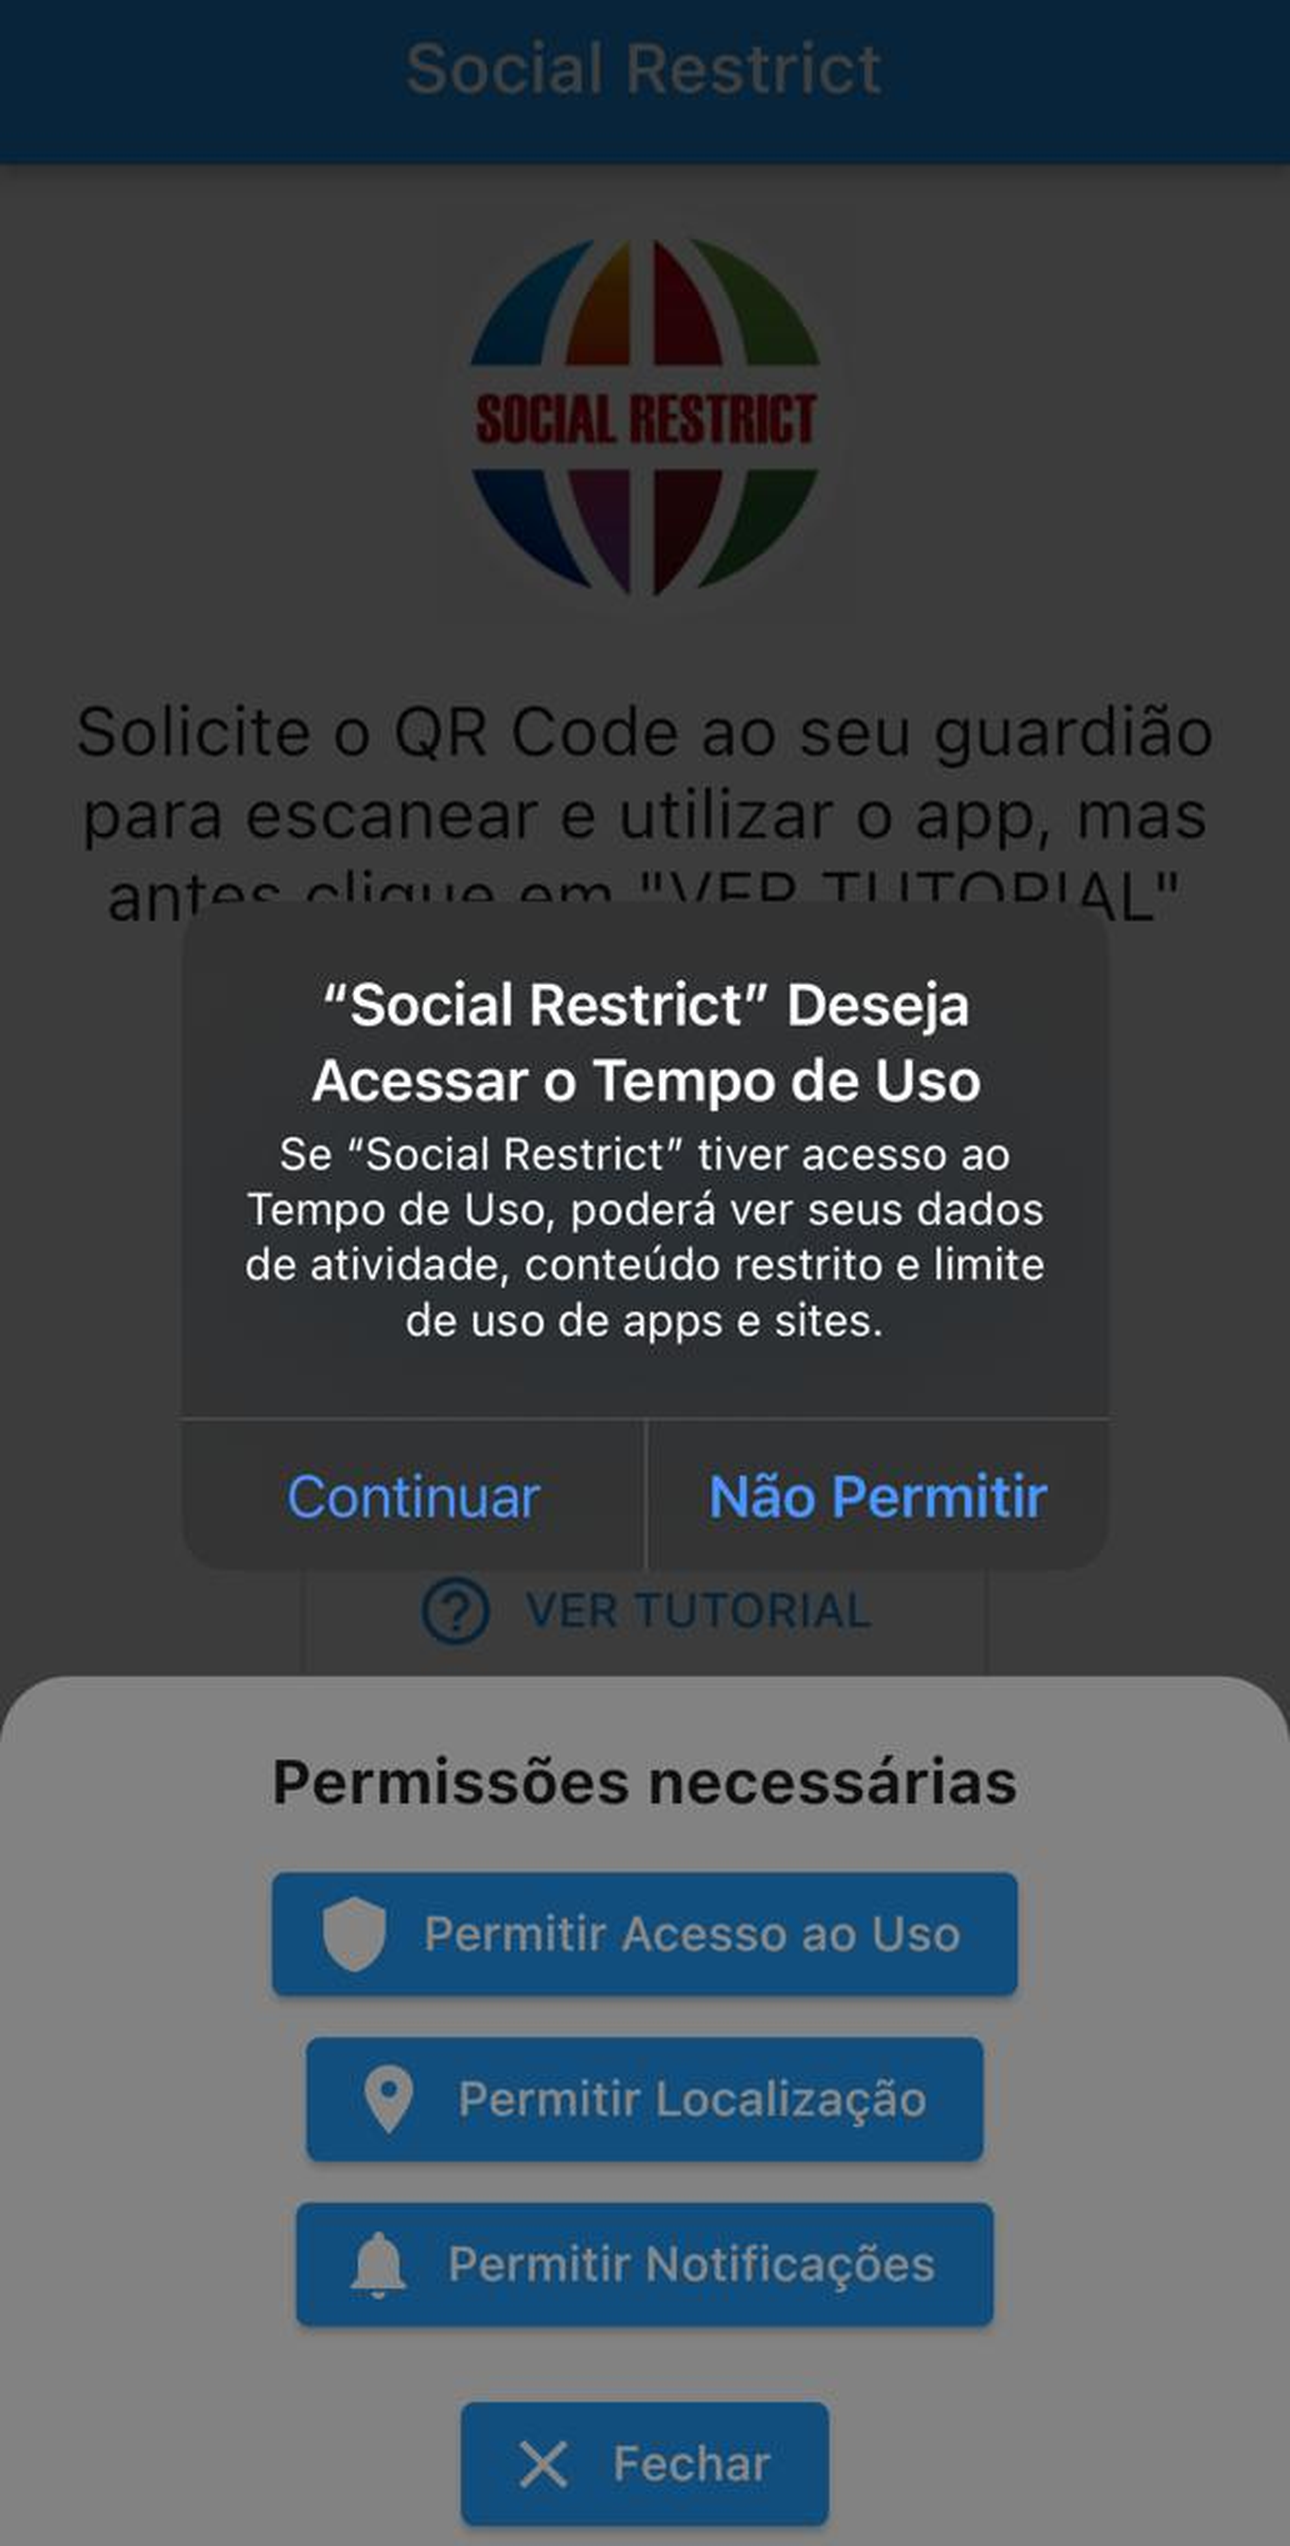 Social Restrict
SOCIAL RESTRICT
Solicite o QR Code ao seu guardião
para escanear e utilizar o app, mas
antes clique em "VER TUTORIAL"
“Social Restrict” Deseja
Acessar o Tempo de Uso
Se “Social Restrict” tiver acesso ao
Tempo de Uso, poderá ver seus dados
de atividade, conteúdo restrito e limite
de uso de apps e sites.
Continuar
Não Permitir
VER TUTORIAL
Permissões necessárias
Permitir Acesso ao Uso
Permitir Localização
Permitir Notificações
Fechar